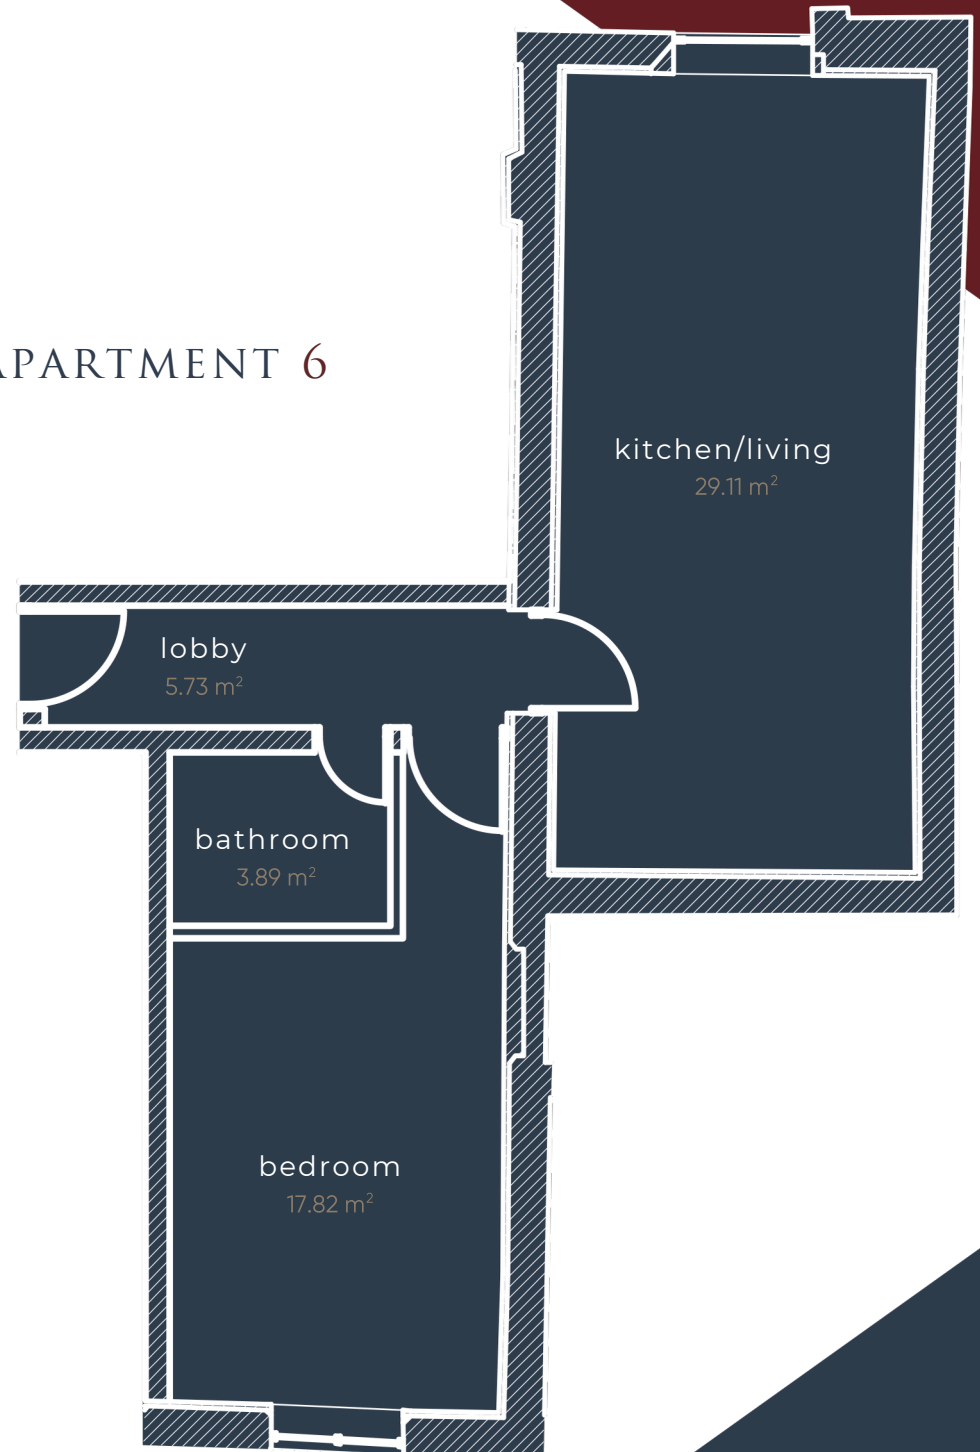 APARTMENT 6
kitchen/living
29.11 m²
lobby
5.73 m²
bathroom
3.89 m²
bedroom
17.82 m²